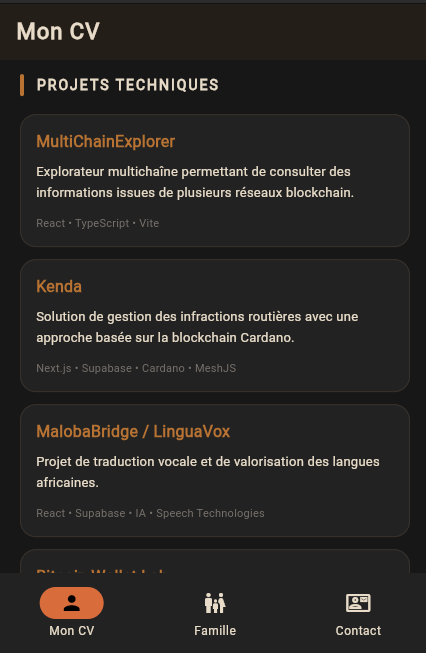 Mon CV
PROJETS TECHNIQUES
MultiChainExplorer
Explorateur multichaîne permettant de consulter des
informations issues de plusieurs réseaux blockchain.
React • TypeScript • Vite
Kenda
Solution de gestion des infractions routières avec une
approche basée sur la blockchain Cardano.
Next.js • Supabase • Cardano • MeshJS
MalobaBridge / LinguaVox
Projet de traduction vocale et de valorisation des langues
africaines.
React • Supabase • IA • Speech Technologies
Bitcoin Wallet Lab
Mon CV
Famille
Contact